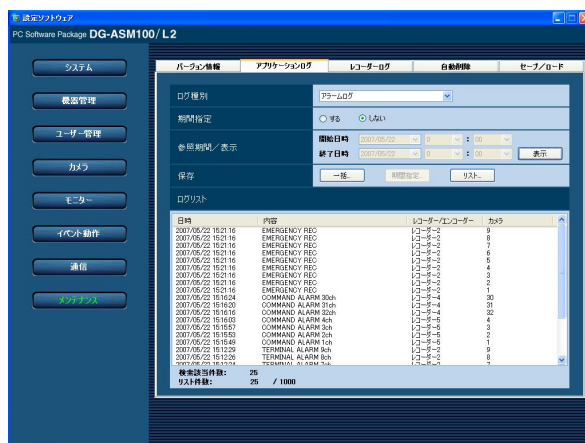 設定ソフトウェア
PC Software Package DG-ASM100/L2
システム
機器管理
ユーザー管理
カメラ
モニター
イベント動作
通信
メンテナンス
バージョン情報 アプリケーションログ レコーダーログ 自動削除 セーブ/ロード
ログ種別 アラームログ
期間指定 する しない
参照期間/表示 開始日時 2007/05/22 0 : 00
終了日時 2007/05/22 0 : 00 表示
保存 一括... 期間指定... リスト...
ログリスト
日時 内容 レコーダー/エンコーダー カメラ
2007/05/22 15:21:16 EMERGENCY REC レコーダー2 9
2007/05/22 15:21:16 EMERGENCY REC レコーダー2 8
2007/05/22 15:21:16 EMERGENCY REC レコーダー2 7
2007/05/22 15:21:16 EMERGENCY REC レコーダー2 6
2007/05/22 15:21:16 EMERGENCY REC レコーダー2 5
2007/05/22 15:21:16 EMERGENCY REC レコーダー2 4
2007/05/22 15:21:16 EMERGENCY REC レコーダー2 3
2007/05/22 15:21:16 EMERGENCY REC レコーダー2 2
2007/05/22 15:21:16 EMERGENCY REC レコーダー2 1
2007/05/22 15:16:24 COMMAND ALARM 30ch レコーダー4 30
2007/05/22 15:16:20 COMMAND ALARM 31ch レコーダー4 31
2007/05/22 15:16:16 COMMAND ALARM 32ch レコーダー4 32
2007/05/22 15:16:03 COMMAND ALARM 4ch レコーダー5 4
2007/05/22 15:15:57 COMMAND ALARM 3ch レコーダー5 3
2007/05/22 15:15:53 COMMAND ALARM 2ch レコーダー5 2
2007/05/22 15:15:49 COMMAND ALARM 1ch レコーダー5 1
2007/05/22 15:12:29 TERMINAL ALARM 9ch レコーダー2 9
2007/05/22 15:12:26 TERMINAL ALARM 8ch レコーダー2 8
2007/05/22 15:12:24 TERMINAL ALARM 7ch レコーダー2 7
検索該当件数: 25
リスト件数: 25 / 1000